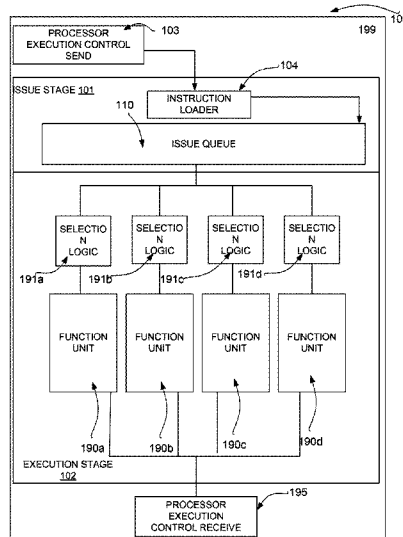 10
199
103
PROCESSOR
EXECUTION CONTROL
SEND
104
ISSUE STAGE 101
INSTRUCTION
LOADER
110
ISSUE QUEUE
SELECTIO
N LOGIC
SELECTIO
N LOGIC
SELECTIO
N LOGIC
SELECTIO
N LOGIC
191a
191b
191c
191d
FUNCTION
UNIT
FUNCTION
UNIT
FUNCTION
UNIT
FUNCTION
UNIT
190a
190b
190c
190d
EXECUTION STAGE
102
PROCESSOR
EXECUTION
CONTROL RECEIVE
195